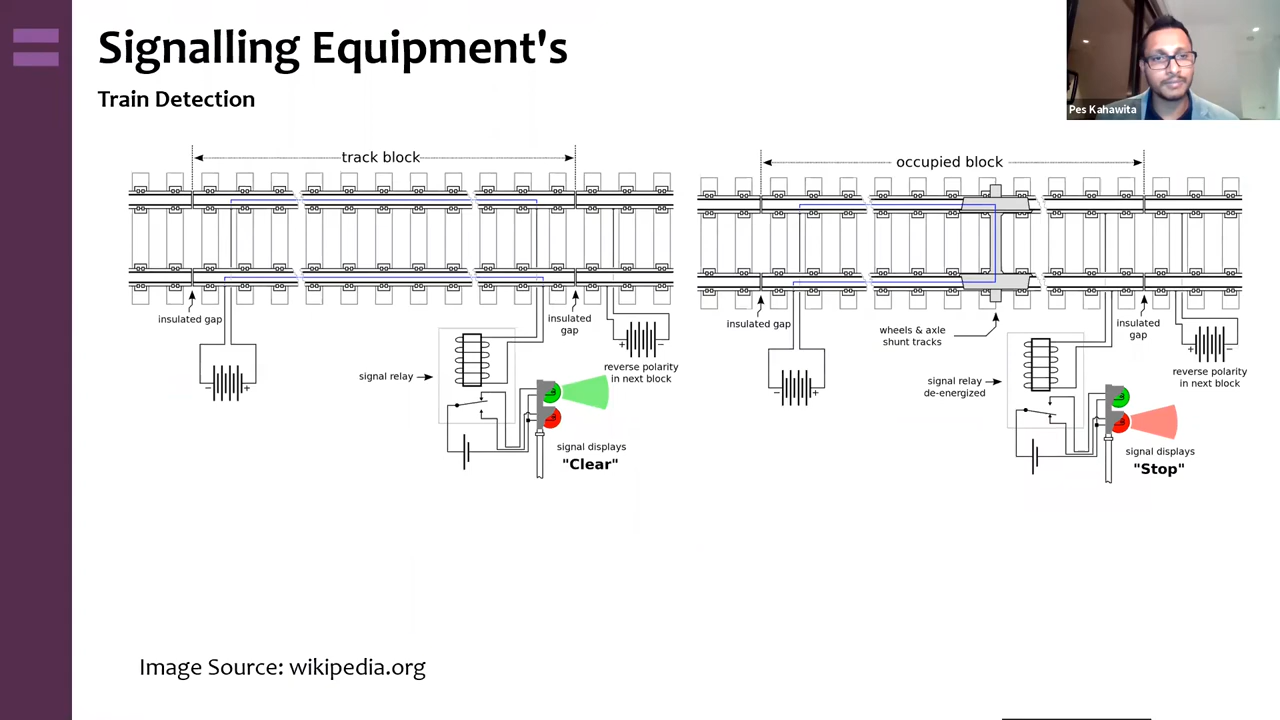 Signalling Equipment's
Train Detection
Pes Kahawita
track block
insulated gap
insulated
gap
− +
+ −
reverse polarity
in next block
signal relay
signal displays
"Clear"
occupied block
insulated gap
wheels & axle
shunt tracks
insulated
gap
− +
+ −
reverse polarity
in next block
signal relay
de-energized
signal displays
"Stop"
Image Source: wikipedia.org